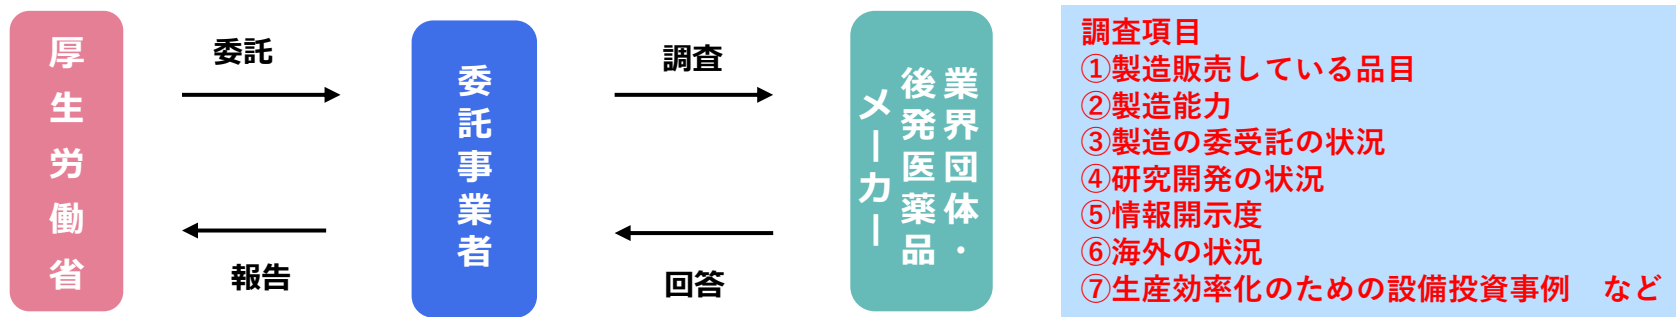 厚生労働省
委託
報告
委託事業者
調査
回答
業界団体・
後発医薬品
メーカー
調査項目
①製造販売している品目
②製造能力
③製造の委受託の状況
④研究開発の状況
⑤情報開示度
⑥海外の状況
⑦生産効率化のための設備投資事例　など